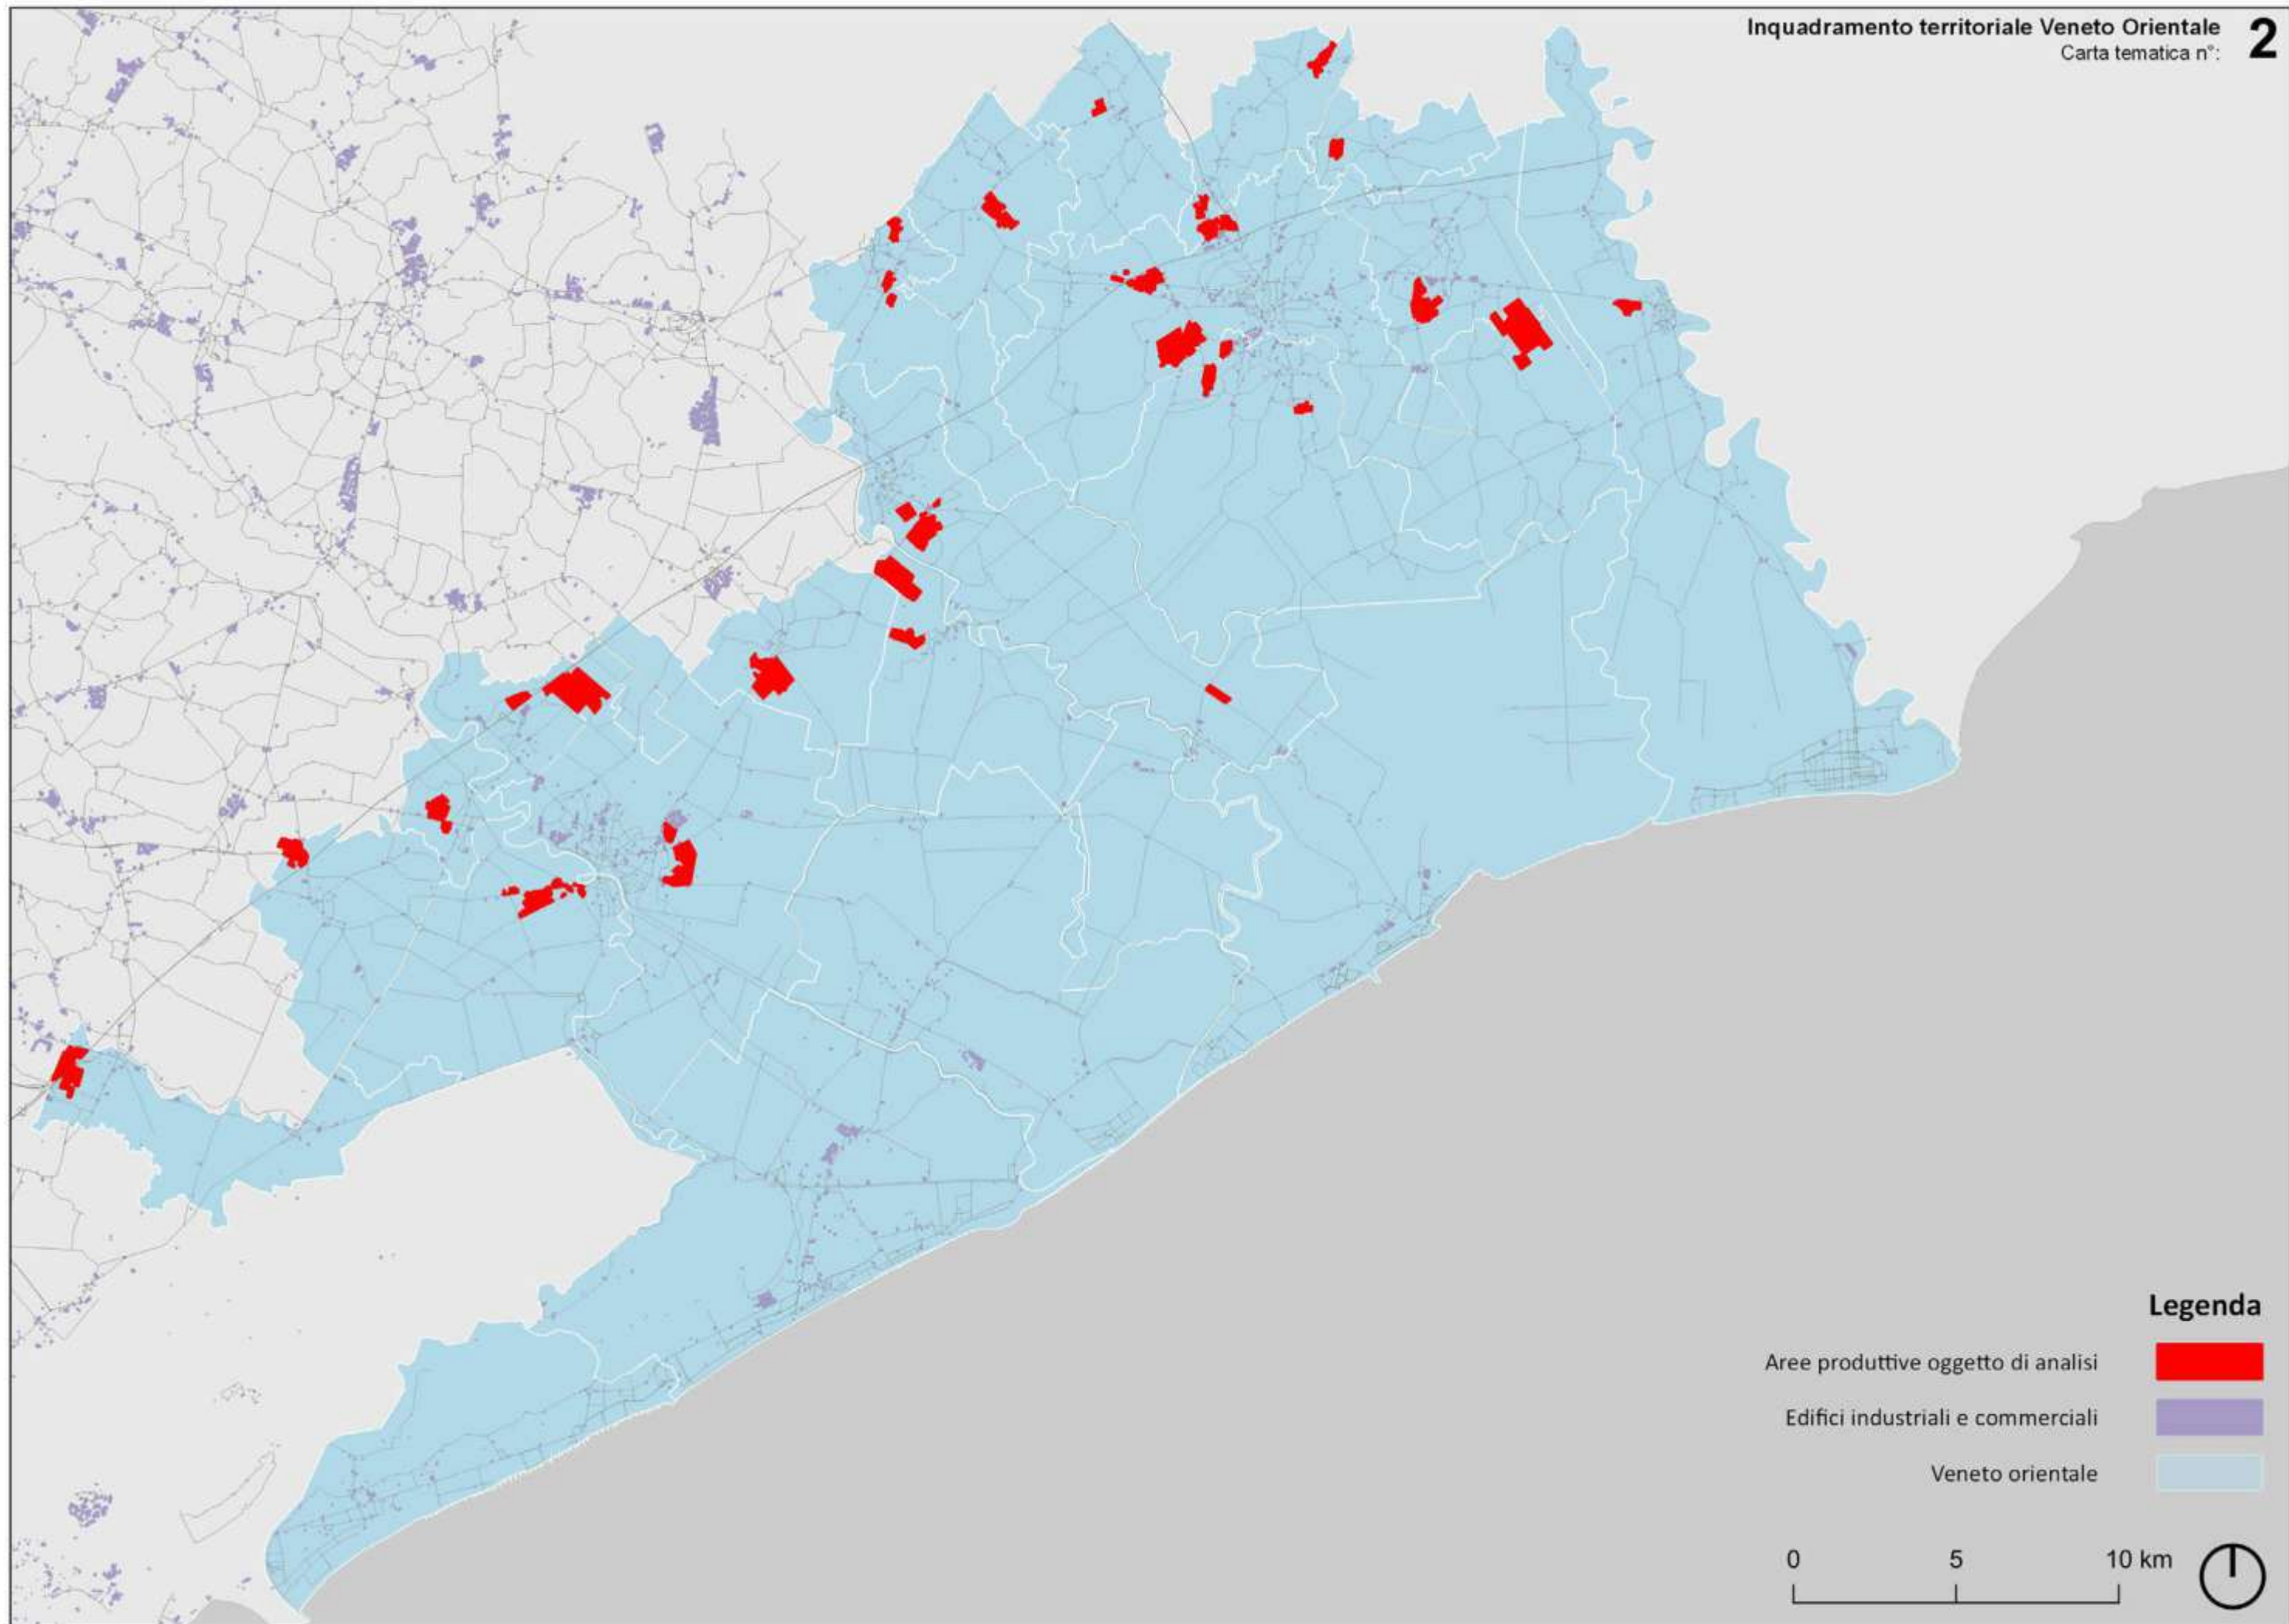 Inquadramento territoriale Veneto Orientale
Carta tematica n°:
2
Legenda
Aree produttive oggetto di analisi
Edifici industriali e commerciali
Veneto orientale
0 5 10 km